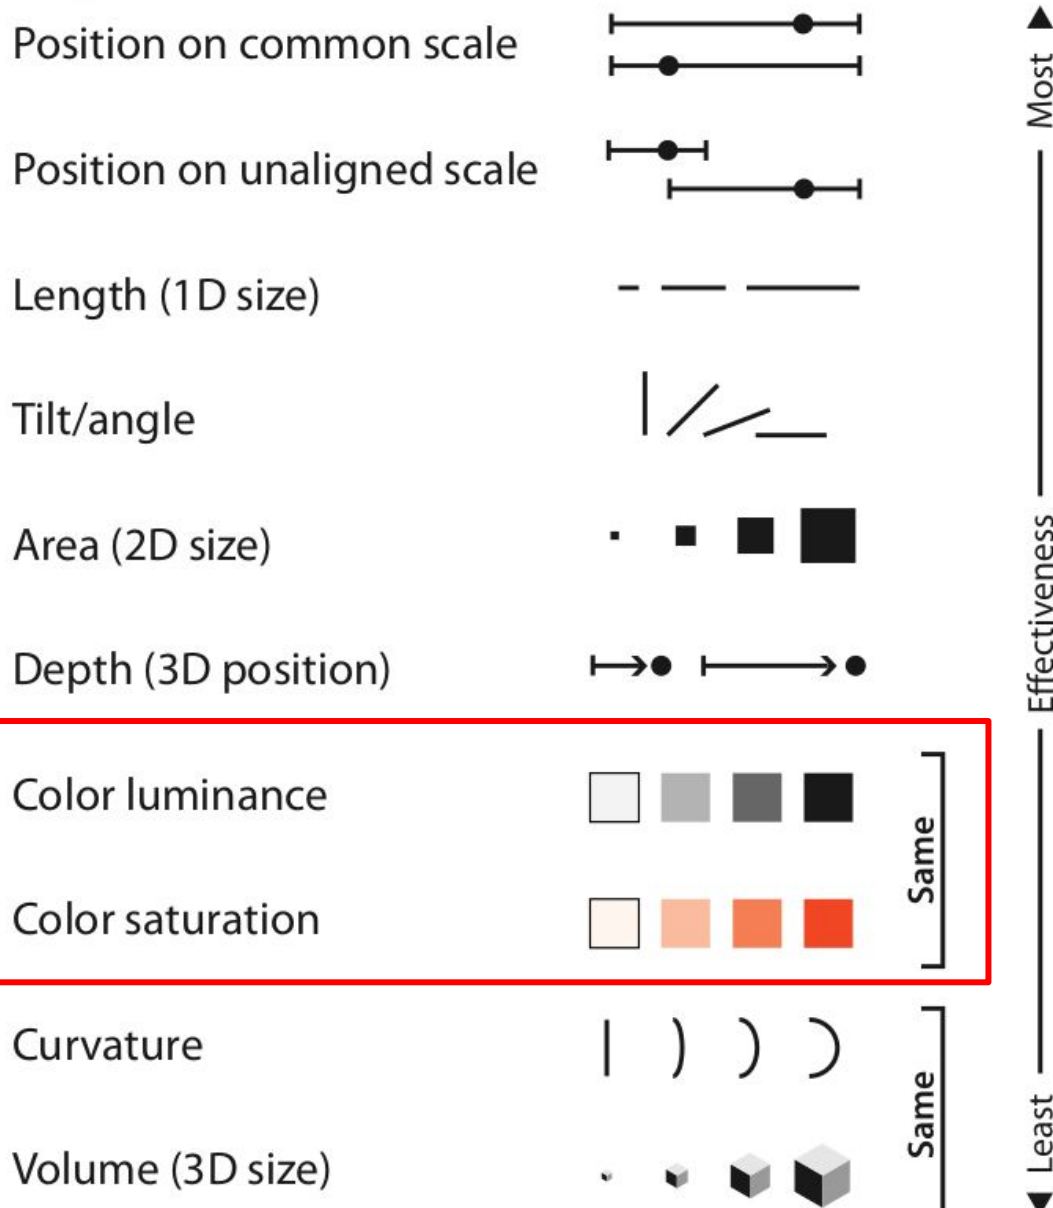 Position on common scale
Position on unaligned scale
Length (1D size)
Tilt/angle
Area (2D size)
Depth (3D position)
Color luminance
Color saturation
Same
Curvature
Volume (3D size)
Same
Most
Effectiveness
Least